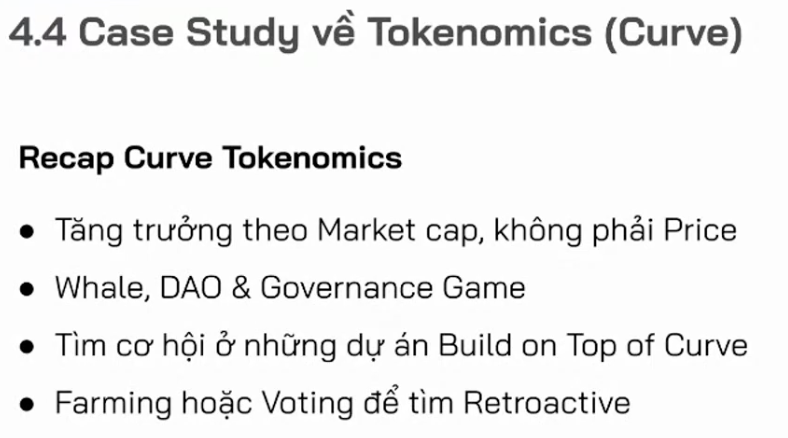 4.4 Case Study về Tokenomics (Curve)
Recap Curve Tokenomics
● Tăng trưởng theo Market cap, không phải Price
● Whale, DAO & Governance Game
● Tìm cơ hội ở những dự án Build on Top of Curve
● Farming hoặc Voting để tìm Retroactive